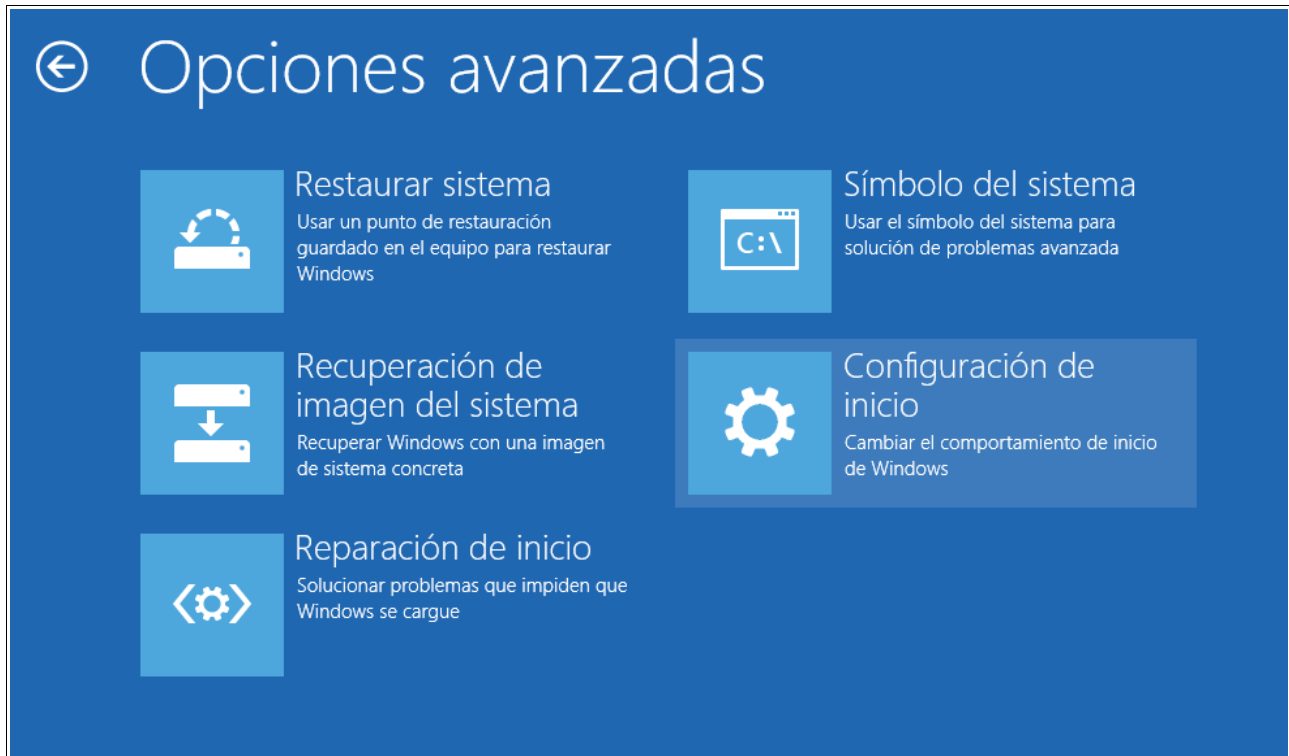 Opciones avanzadas
Restaurar sistema
Usar un punto de restauración
guardado en el equipo para restaurar
Windows
Recuperación de
imagen del sistema
Recuperar Windows con una imagen
de sistema concreta
Reparación de inicio
Solucionar problemas que impiden que
Windows se cargue
C:\
Símbolo del sistema
Usar el símbolo del sistema para
solución de problemas avanzada
Configuración de
inicio
Cambiar el comportamiento de inicio
de Windows